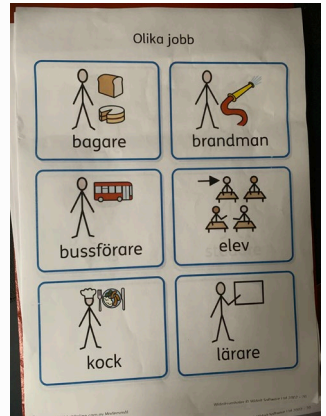 Olika jobb
bagare
brandman
bussförare
elev
kock
lärare